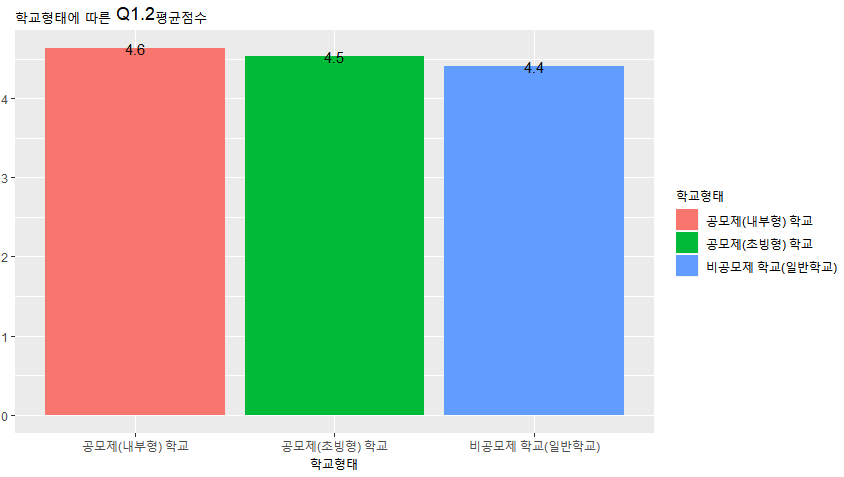 학교형태에 따른 Q1.2평균점수
4.6
4.5
4.4
4
3
2
1
0
공모제(내부형) 학교
공모제(초빙형) 학교
비공모제 학교(일반학교)
학교형태
학교형태
공모제(내부형) 학교
공모제(초빙형) 학교
비공모제 학교(일반학교)